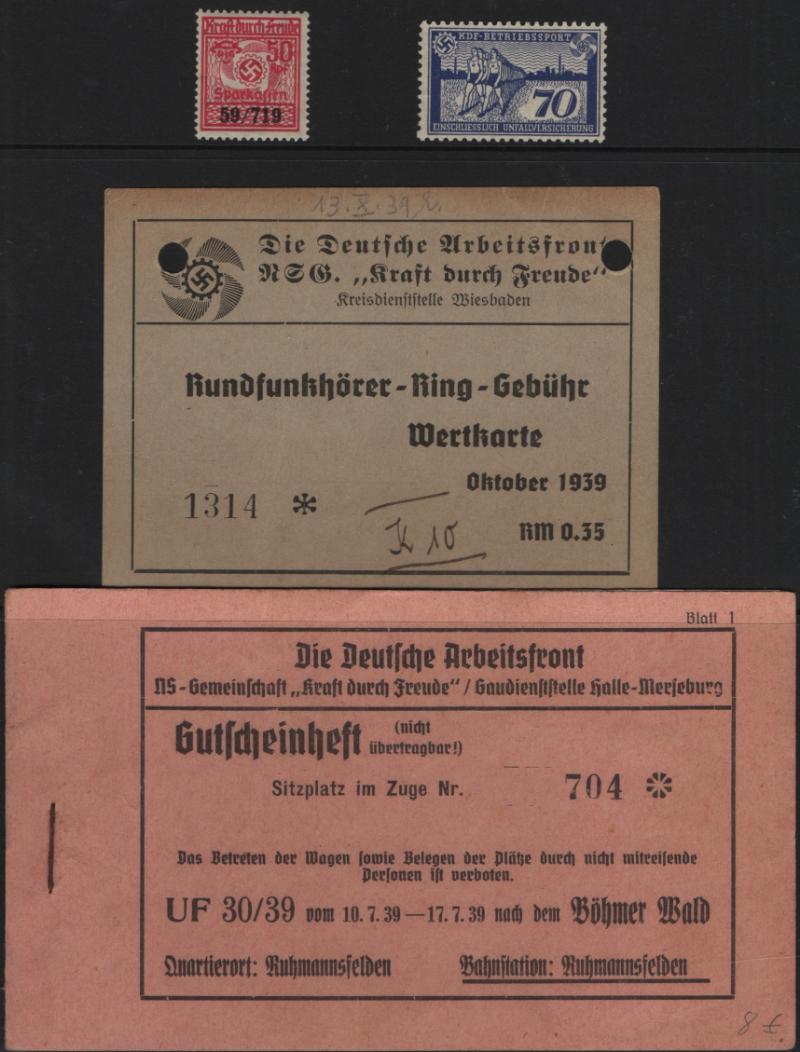 Kraft durch Freude
50
Rpf
Sparkarten
59/719
KDF-BETRIEBSSPORT
70
EINSCHLIESSLICH UNFALLVERSICHERUNG
13.X.39
Die Deutsche Arbeitsfront
NSG. „Kraft durch Freude“
Kreisdienststelle Wiesbaden
Rundfunkhörer-Ring-Gebühr
Wertkarte
Oktober 1939
1314 *
K 10
RM 0.35
Blatt 1
Die Deutsche Arbeitsfront
NS-Gemeinschaft „Kraft durch Freude“ / Gaudienststelle Halle-Merseburg
Gutscheinheft (nicht übertragbar!)
Sitzplatz im Zuge Nr. 704 *
Das Betreten der Wagen sowie Belegen der Plätze durch nicht mitreisende
Personen ist verboten.
UF 30/39 vom 10.7.39—17.7.39 nach dem Böhmer Wald
Quartierort: Ruhmannsfelden Bahnstation: Ruhmannsfelden